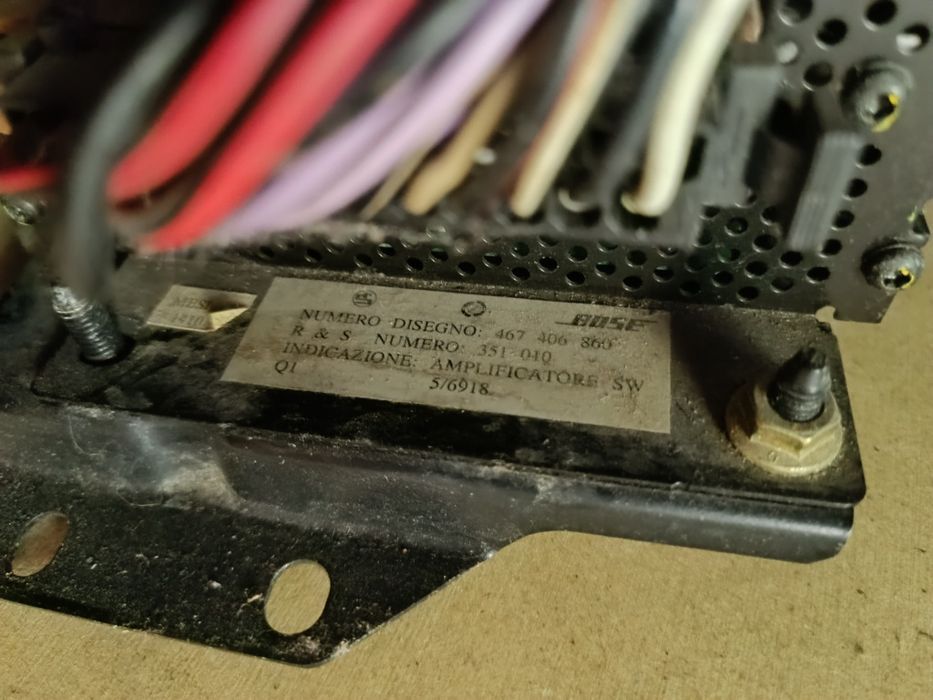 BOSE
NUMERO DISEGNO: 467 406 860
R & S NUMERO: 351 010
INDICAZIONE: AMPLIFICATORE SW
Q1 5/6918